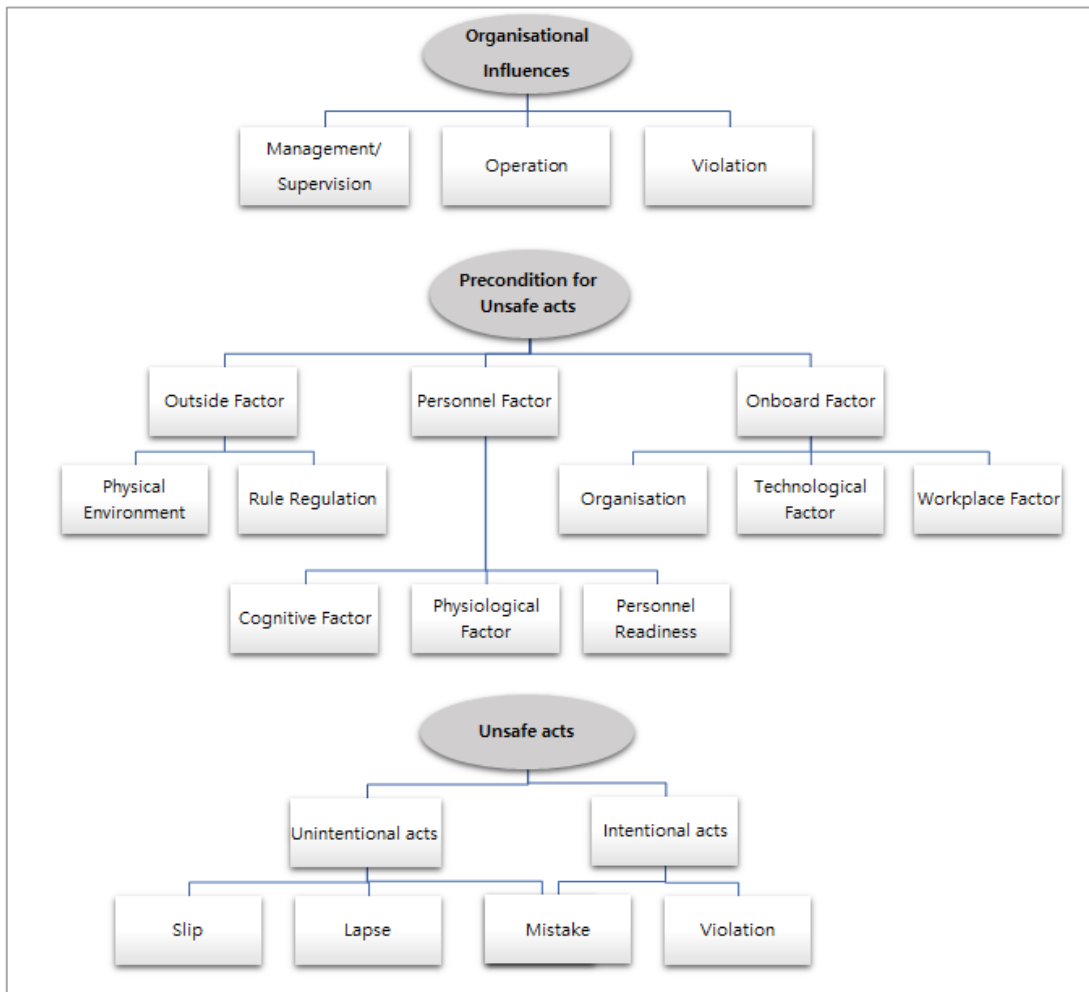 Organisational
Influences
Management/
Supervision
Operation
Violation
Precondition for
Unsafe acts
Outside Factor
Personnel Factor
Onboard Factor
Physical
Environment
Rule Regulation
Organisation
Technological
Factor
Workplace Factor
Cognitive Factor
Physiological
Factor
Personnel
Readiness
Unsafe acts
Unintentional acts
Intentional acts
Slip
Lapse
Mistake
Violation